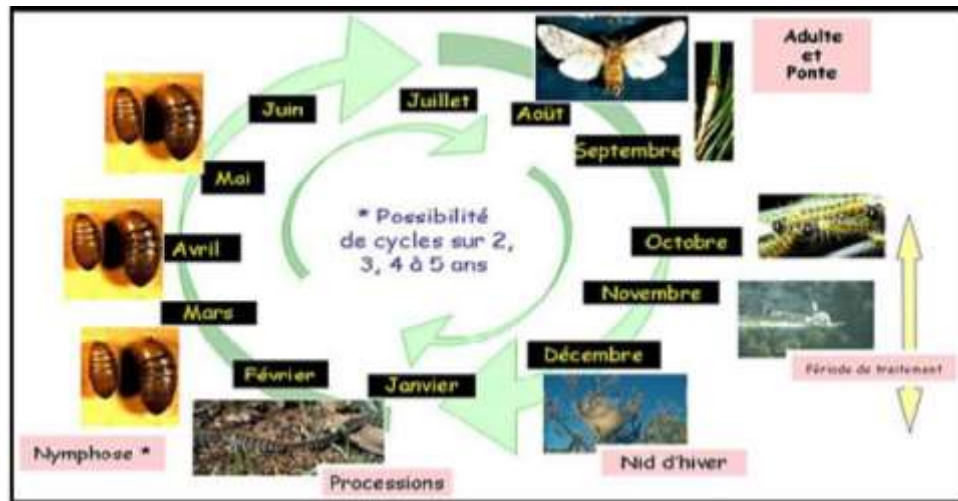 Adulte
et
Ponte
Juin
Juillet
Août
Septembre
Mai
* Possibilité
de cycles sur 2,
3, 4 à 5 ans
Avril
Octobre
Novembre
Mars
Décembre
Période de traitement
Février
Janvier
Nymphose *
Nid d'hiver
Processions